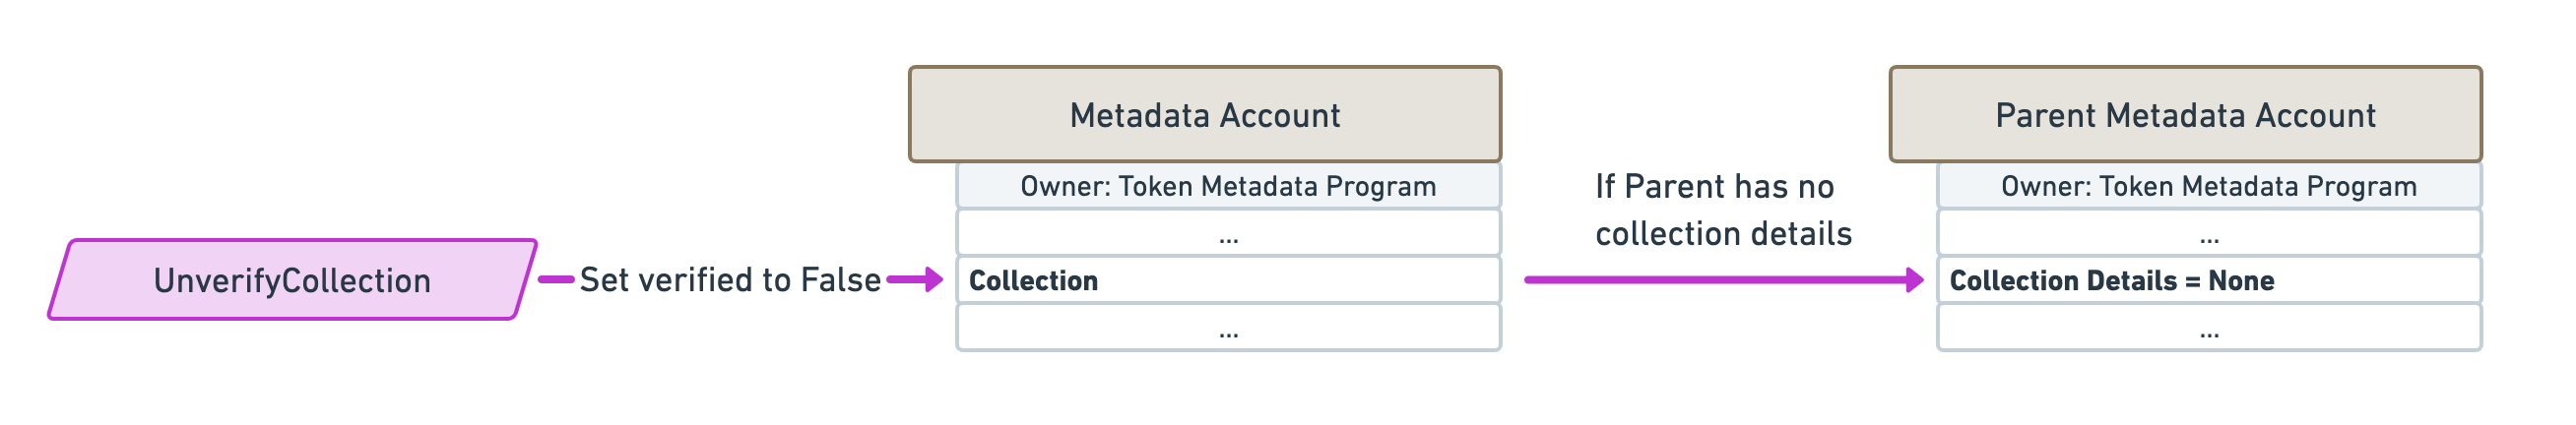 UnverifyCollection
Set verified to False
Metadata Account
Owner: Token Metadata Program
...
Collection
...
If Parent has no
collection details
Parent Metadata Account
Owner: Token Metadata Program
...
Collection Details = None
...